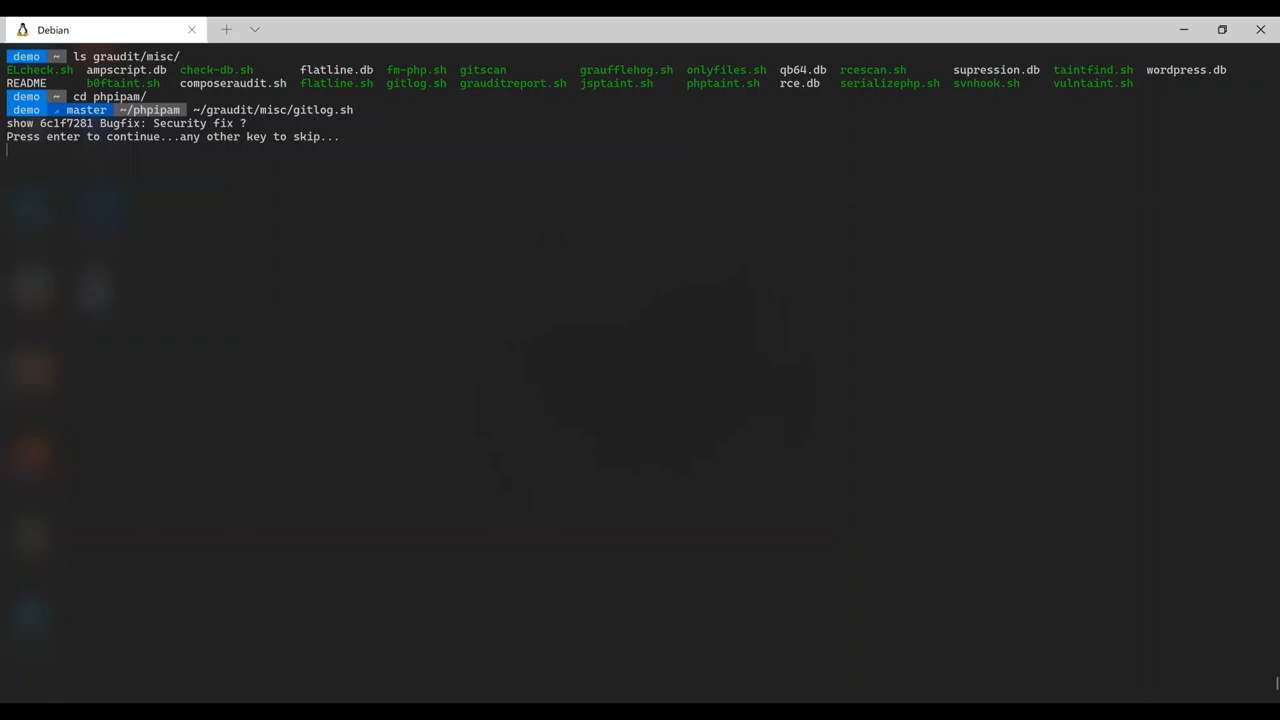 Debian
demo ~ ls graudit/misc/
ELcheck.sh ampscript.db check-db.sh flatline.db fm-php.sh gitscan graufflehog.sh onlyfiles.sh qb64.db rcescan.sh supression.db taintfind.sh wordpress.db
README b0ftaint.sh composeraudit.sh flatline.sh gitlog.sh grauditreport.sh jsptaint.sh phptaint.sh rce.db serializephp.sh svnhook.sh vulntaint.sh
demo ~ cd phpipam/
demo master ~/phpipam ~/graudit/misc/gitlog.sh
show 6c1f7281 Bugfix: Security fix ?
Press enter to continue...any other key to skip...